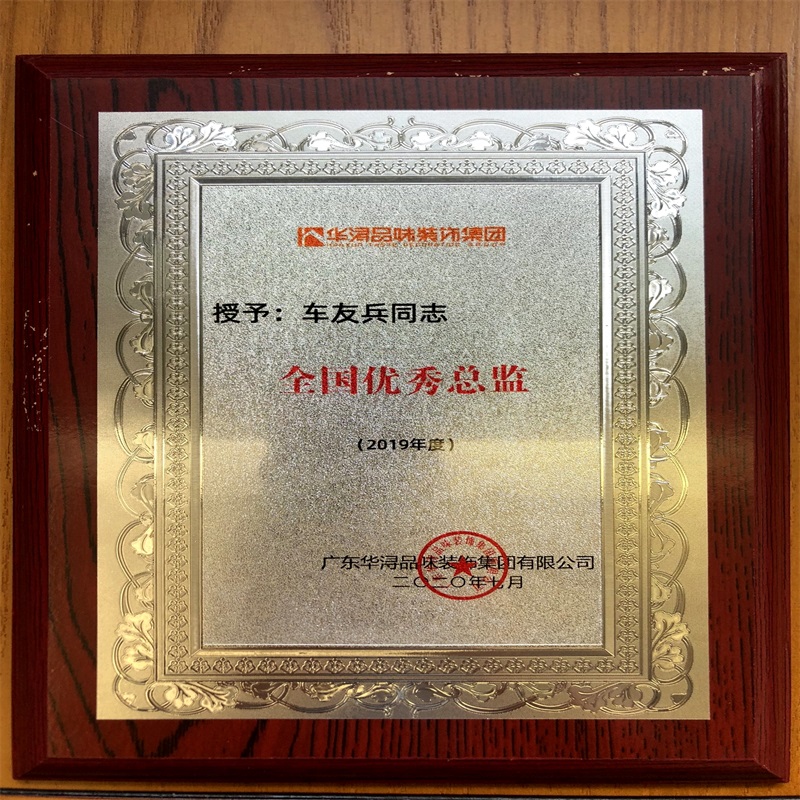 华浔品味装饰集团
授予：车友兵同志
全国优秀总监
（2019年度）
广东华浔品味装饰集团有限公司
二〇二〇年七月